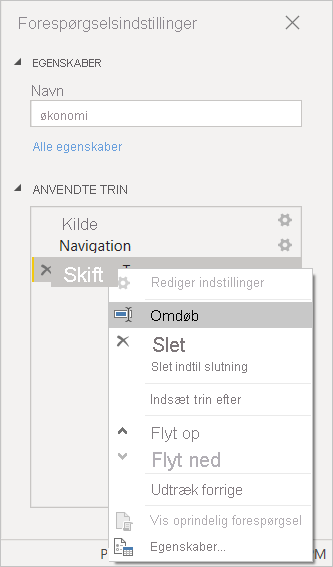 Forespørgselsindstillinger
EGENSKABER
Navn
økonomi
Alle egenskaber
ANVENDTE TRIN
Kilde
Navigation
Skift
Rediger indstillinger
Omdøb
Slet
Slet indtil slutning
Indsæt trin efter
Flyt op
Flyt ned
Udtræk forrige
Vis oprindelig forespørgsel
Egenskaber...